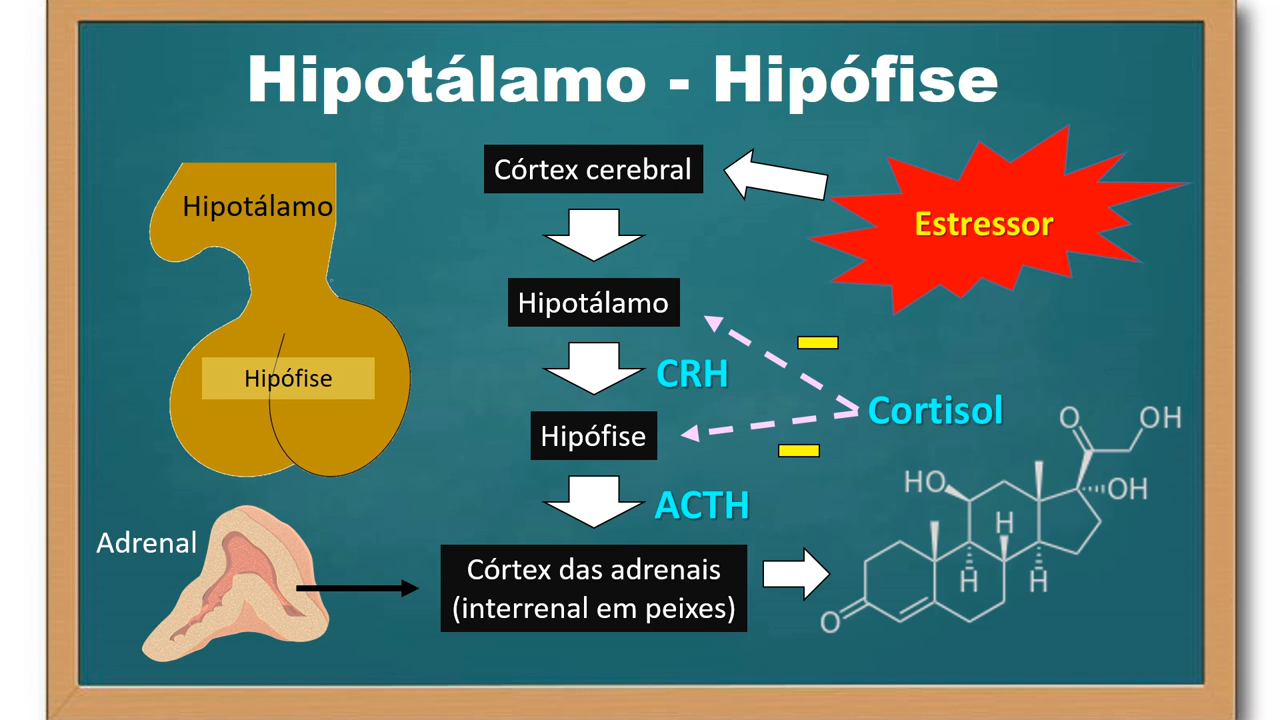 Hipotálamo - Hipófise
Córtex cerebral
Estressor
Hipotálamo
Hipotálamo
CRH
Hipófise
Cortisol
Hipófise
ACTH
Adrenal
Córtex das adrenais
(interrenal em peixes)
O
OH
HO
OH
H
H
H
O